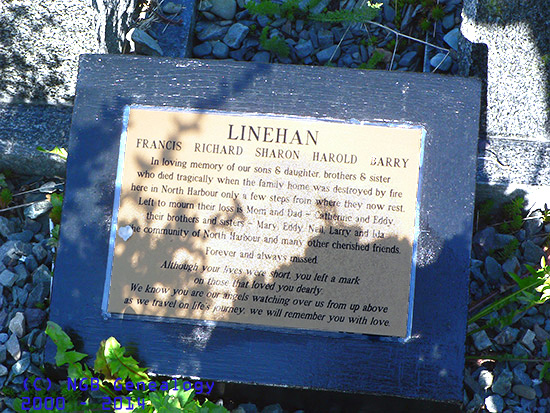 LINEHAN
FRANCIS RICHARD SHARON HAROLD BARRY
In loving memory of our sons & daughter, brothers & sister
who died tragically when the family home was destroyed by fire
here in North Harbour only a few steps from where they now rest.
Left to mourn their loss is Mom and Dad - Catherine and Eddy,
their brothers and sisters - Mary, Eddy, Neil, Larry and Ida
the community of North Harbour and many other cherished friends.
Forever and always missed.
Although your lives were short, you left a mark
on those that loved you dearly.
We know you are our angels watching over us from up above
as we travel on life's journey, we will remember you with love.
(C) NGB Genealogy
2000 - 2014